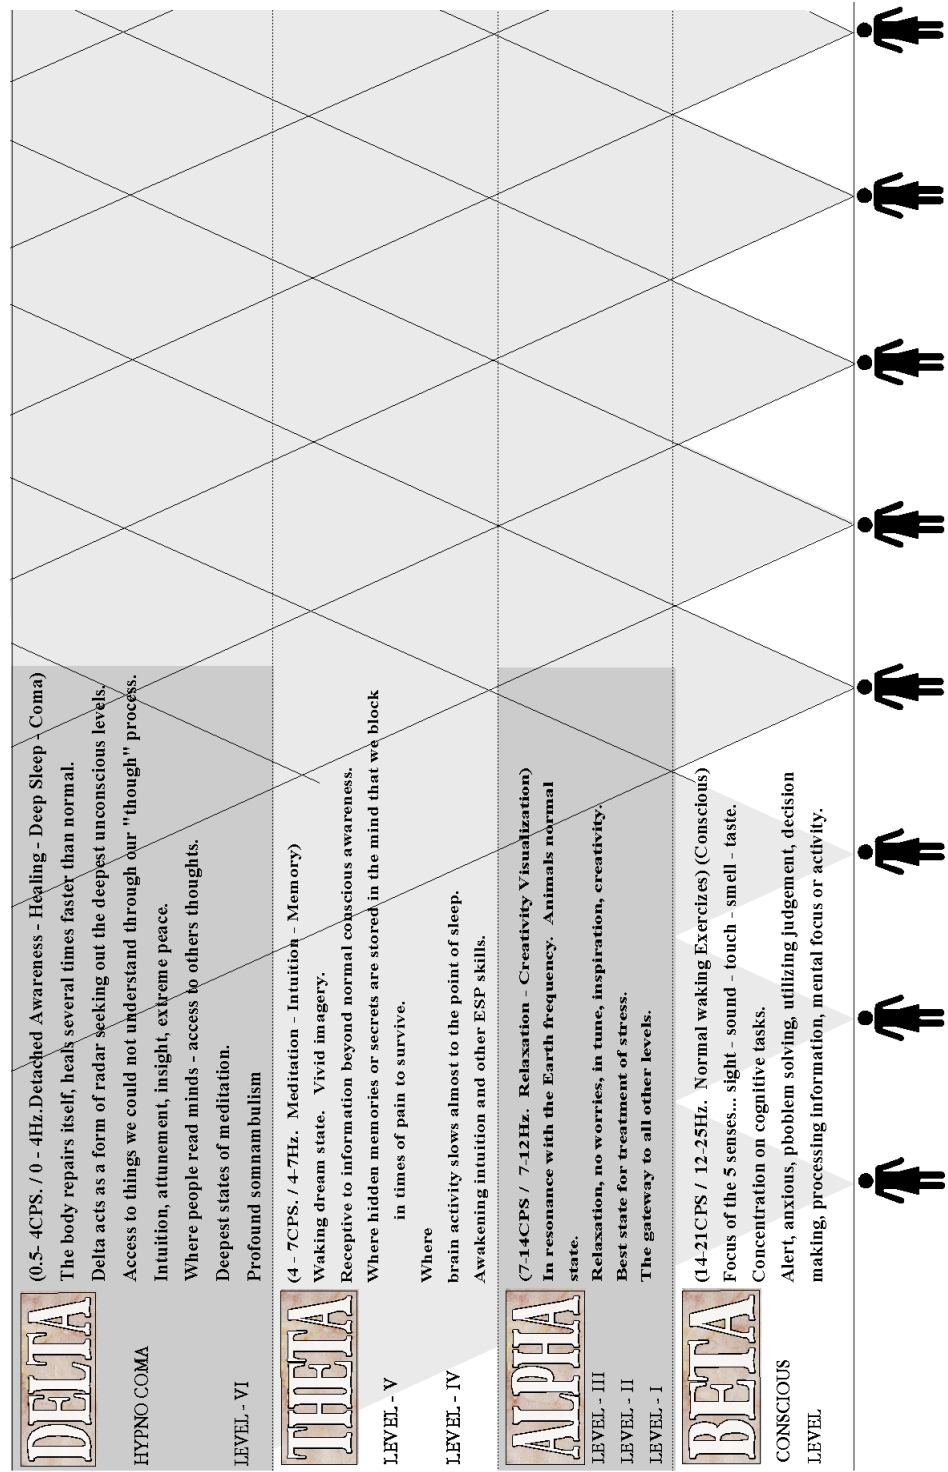 DELTA
HYPNO COMA
LEVEL - VI
(0.5- 4CPS. / 0 - 4Hz.Detached Awareness - Healing - Deep Sleep - Coma)
The body repairs itself, heals several times faster than normal.
Delta acts as a form of radar seeking out the deepest unconscious levels.
Access to things we could not understand through our "though" process.
Intuition, attunement, insight, extreme peace.
Where people read minds - access to others thoughts.
Deepest states of meditation.
Profound somnambulism
THETA
LEVEL - V
LEVEL - IV
(4 - 7CPS. / 4-7Hz. Meditation - Intuition - Memory)
Waking dream state. Vivid imagery.
Receptive to information beyond normal conscious awareness.
Where hidden memories or secrets are stored in the mind that we block
in times of pain to survive.
Where
brain activity slows almost to the point of sleep.
Awakening intuition and other ESP skills.
ALPHA
LEVEL - III
LEVEL - II
LEVEL - I
(7-14CPS / 7-12Hz. Relaxation - Creativity Visualization)
In resonance with the Earth frequency. Animals normal
state.
Relaxation, no worries, in tune, inspiration, creativity.
Best state for treatment of stress.
The gateway to all other levels.
BETA
CONSCIOUS
LEVEL
(14-21CPS / 12-25Hz. Normal waking Exercizes) (Conscious)
Focus of the 5 senses... sight - sound - touch - smell - taste.
Concentration on cognitive tasks.
Alert, anxious, pboblem solving, utilizing judgement, decision
making, processing information, mental focus or activity.